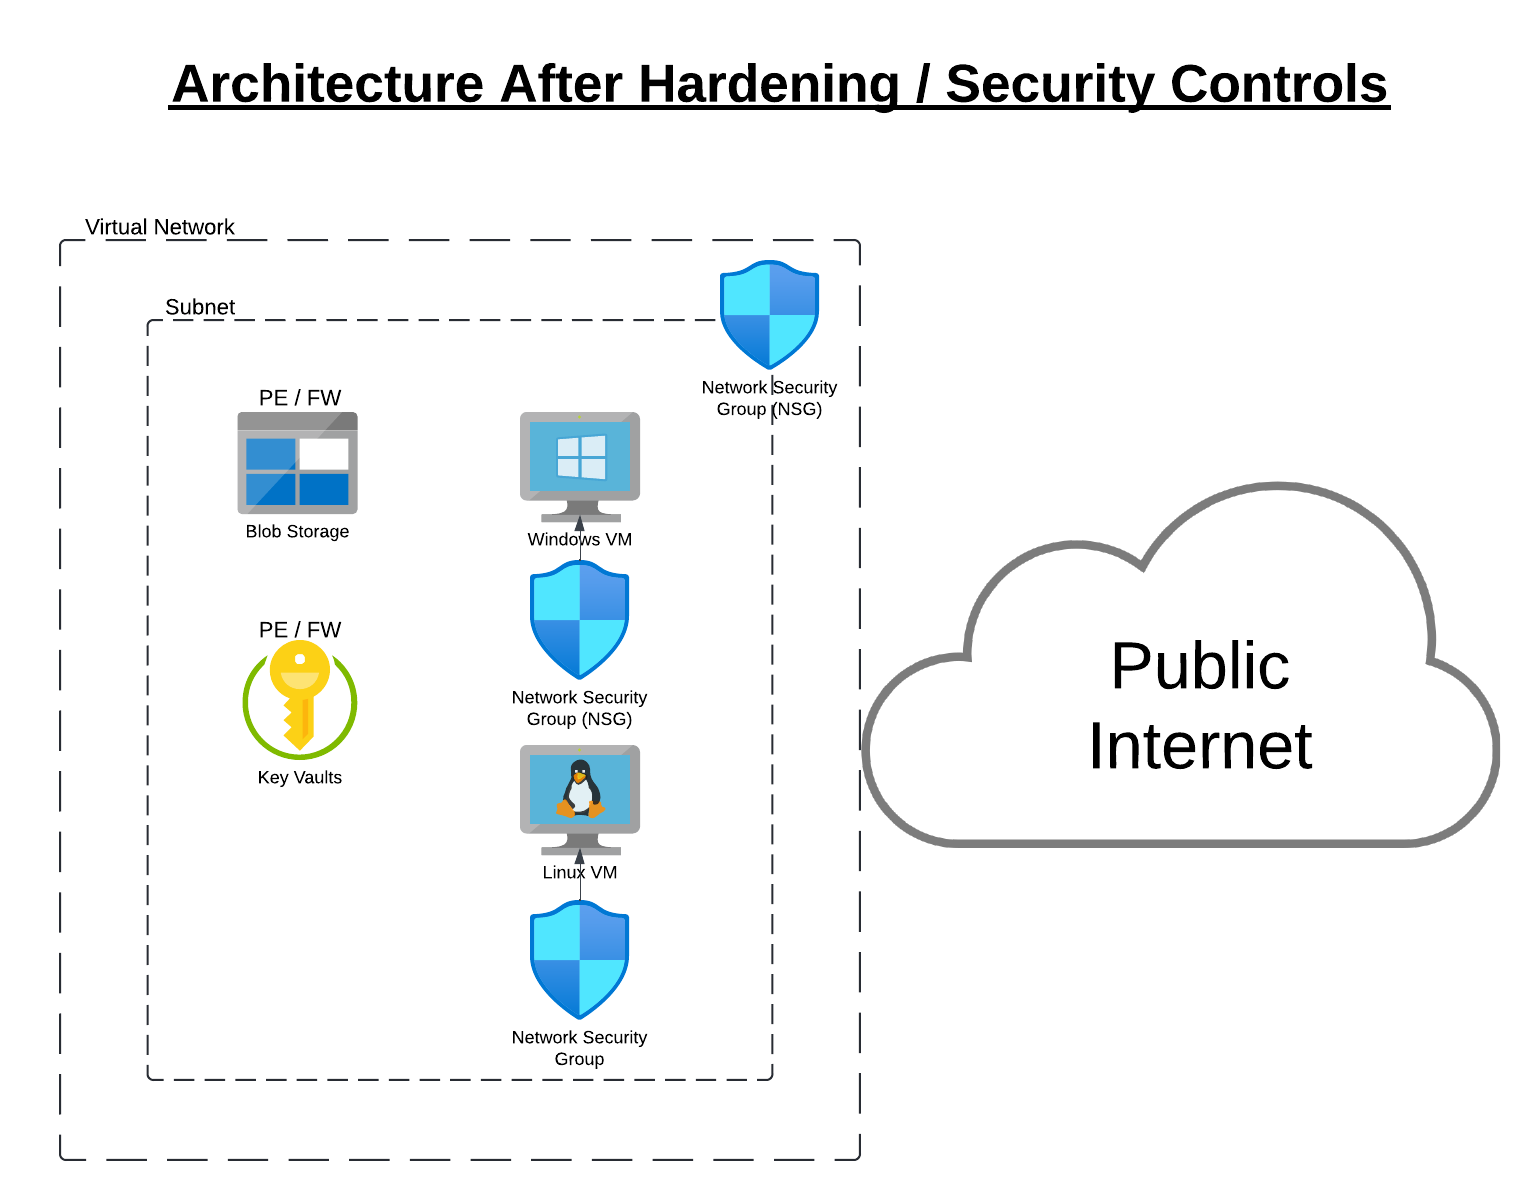 Architecture After Hardening / Security Controls
Virtual Network
Subnet
Network Security
Group (NSG)
PE / FW
Blob Storage
Windows VM
PE / FW
Key Vaults
Network Security
Group (NSG)
Linux VM
Network Security
Group
Public
Internet